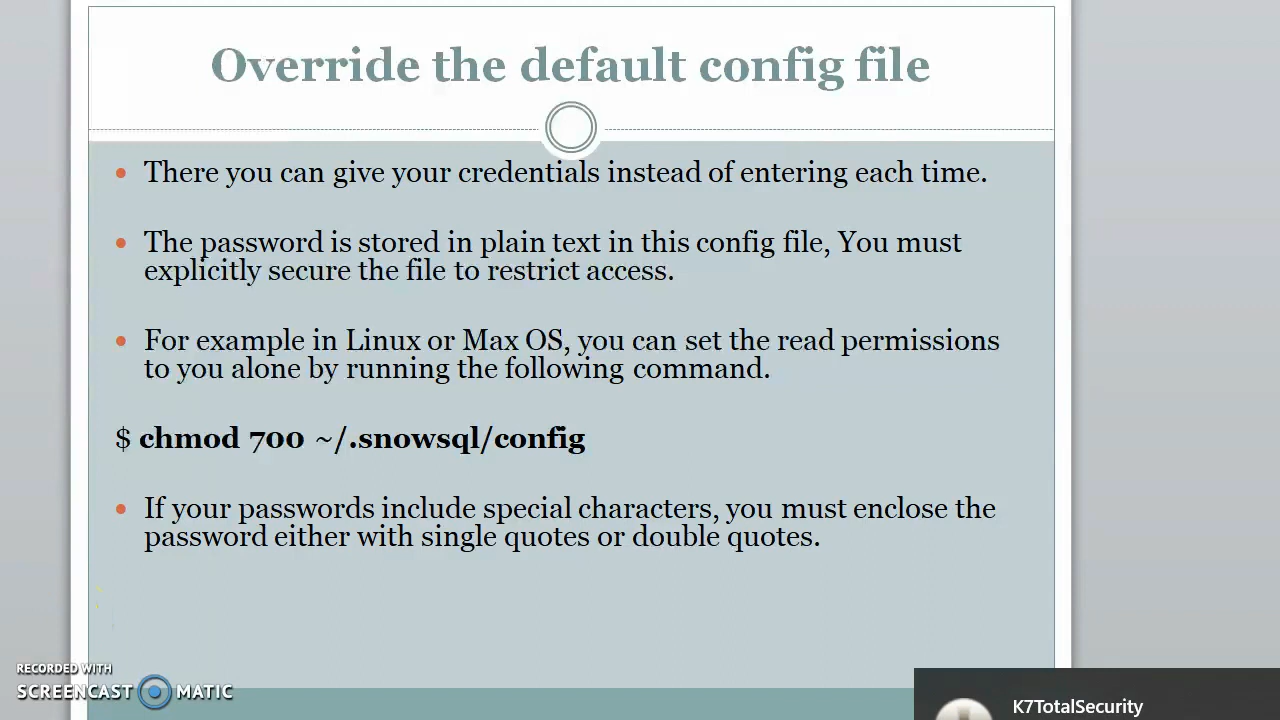 Override the default config file
• There you can give your credentials instead of entering each time.
• The password is stored in plain text in this config file, You must
explicitly secure the file to restrict access.
• For example in Linux or Max OS, you can set the read permissions
to you alone by running the following command.
$ chmod 700 ~/.snowsql/config
• If your passwords include special characters, you must enclose the
password either with single quotes or double quotes.
RECORDED WITH
SCREENCAST MATIC
K7TotalSecurity